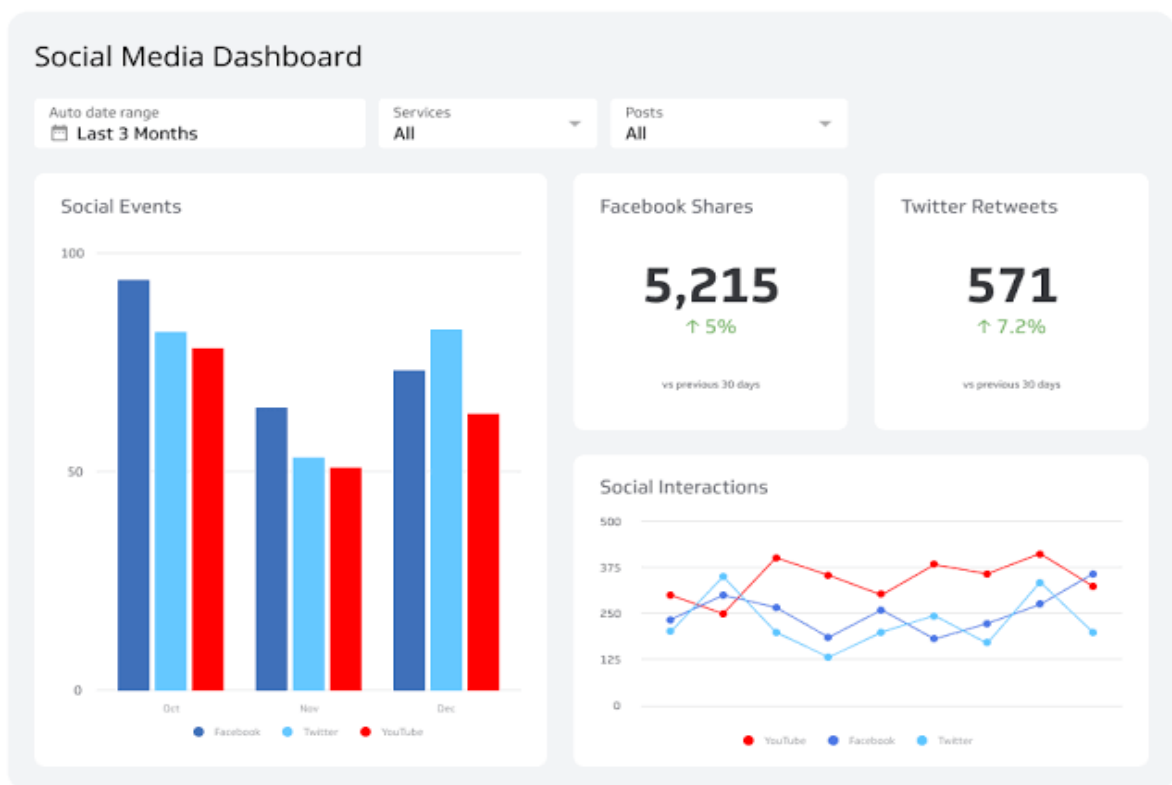 Social Media Dashboard
Auto date range
Last 3 Months
Services
All
Posts
All
Social Events
100
50
0
Oct
Nov
Dec
Facebook
Twitter
YouTube
Facebook Shares
5,215
↑ 5%
vs previous 30 days
Twitter Retweets
571
↑ 7.2%
vs previous 30 days
Social Interactions
500
375
250
125
0
YouTube
Facebook
Twitter